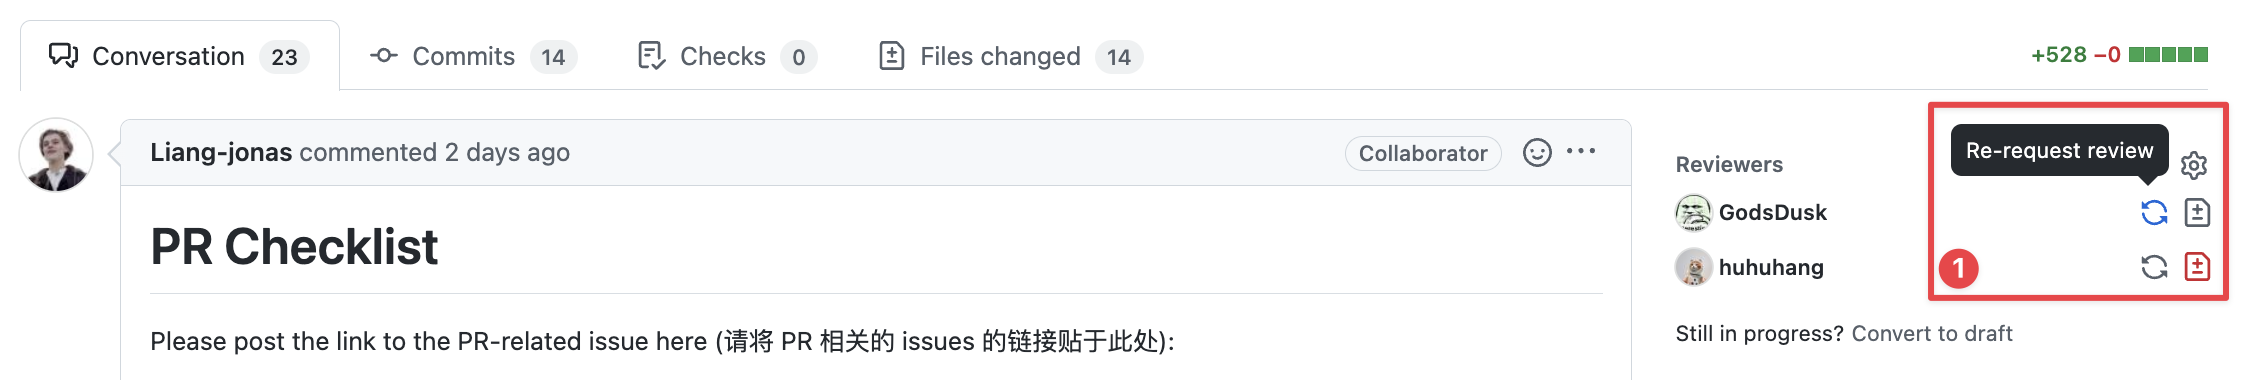 Conversation 23 Commits 14 Checks 0 Files changed 14 +528 −0
Liang-jonas commented 2 days ago Collaborator
Reviewers
Re-request review
GodsDusk
huhuhang
1
Still in progress? Convert to draft
PR Checklist
Please post the link to the PR-related issue here (请将 PR 相关的 issues 的链接贴于此处):